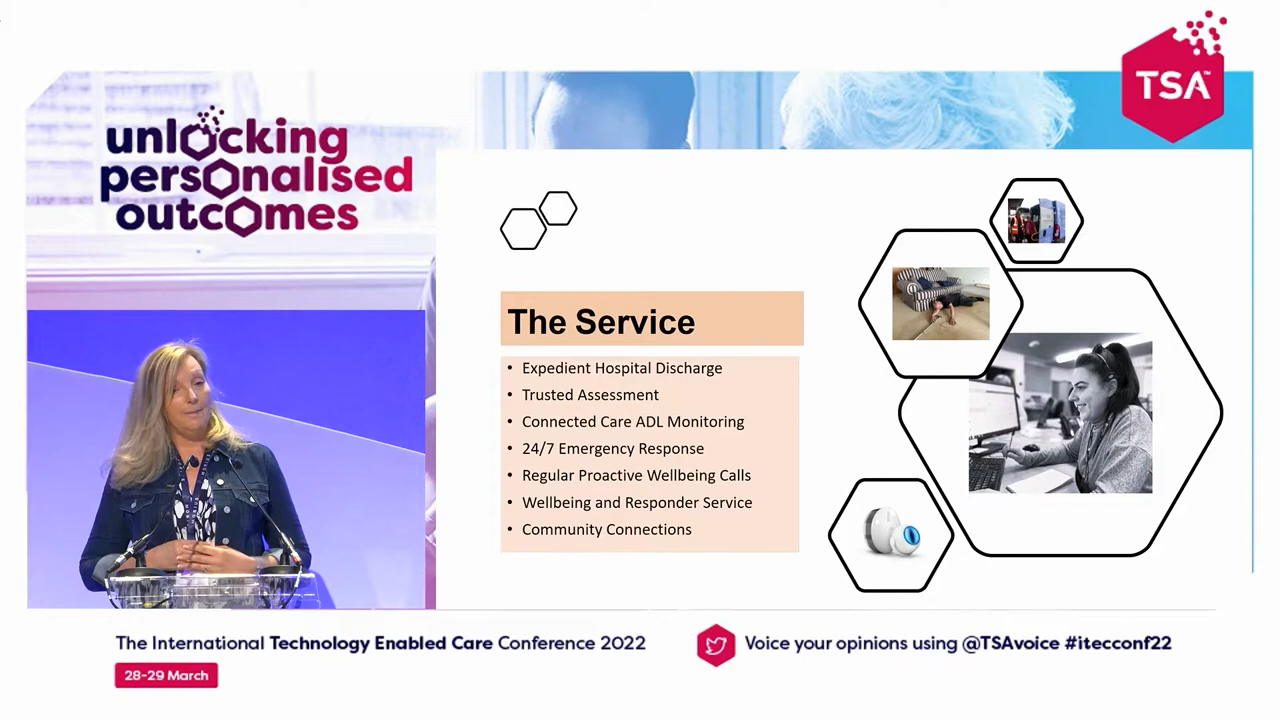 TSA™
unlocking
personalised
outcomes
The Service
• Expedient Hospital Discharge
• Trusted Assessment
• Connected Care ADL Monitoring
• 24/7 Emergency Response
• Regular Proactive Wellbeing Calls
• Wellbeing and Responder Service
• Community Connections
The International Technology Enabled Care Conference 2022
28-29 March
Voice your opinions using @TSAvoice #itecconf22